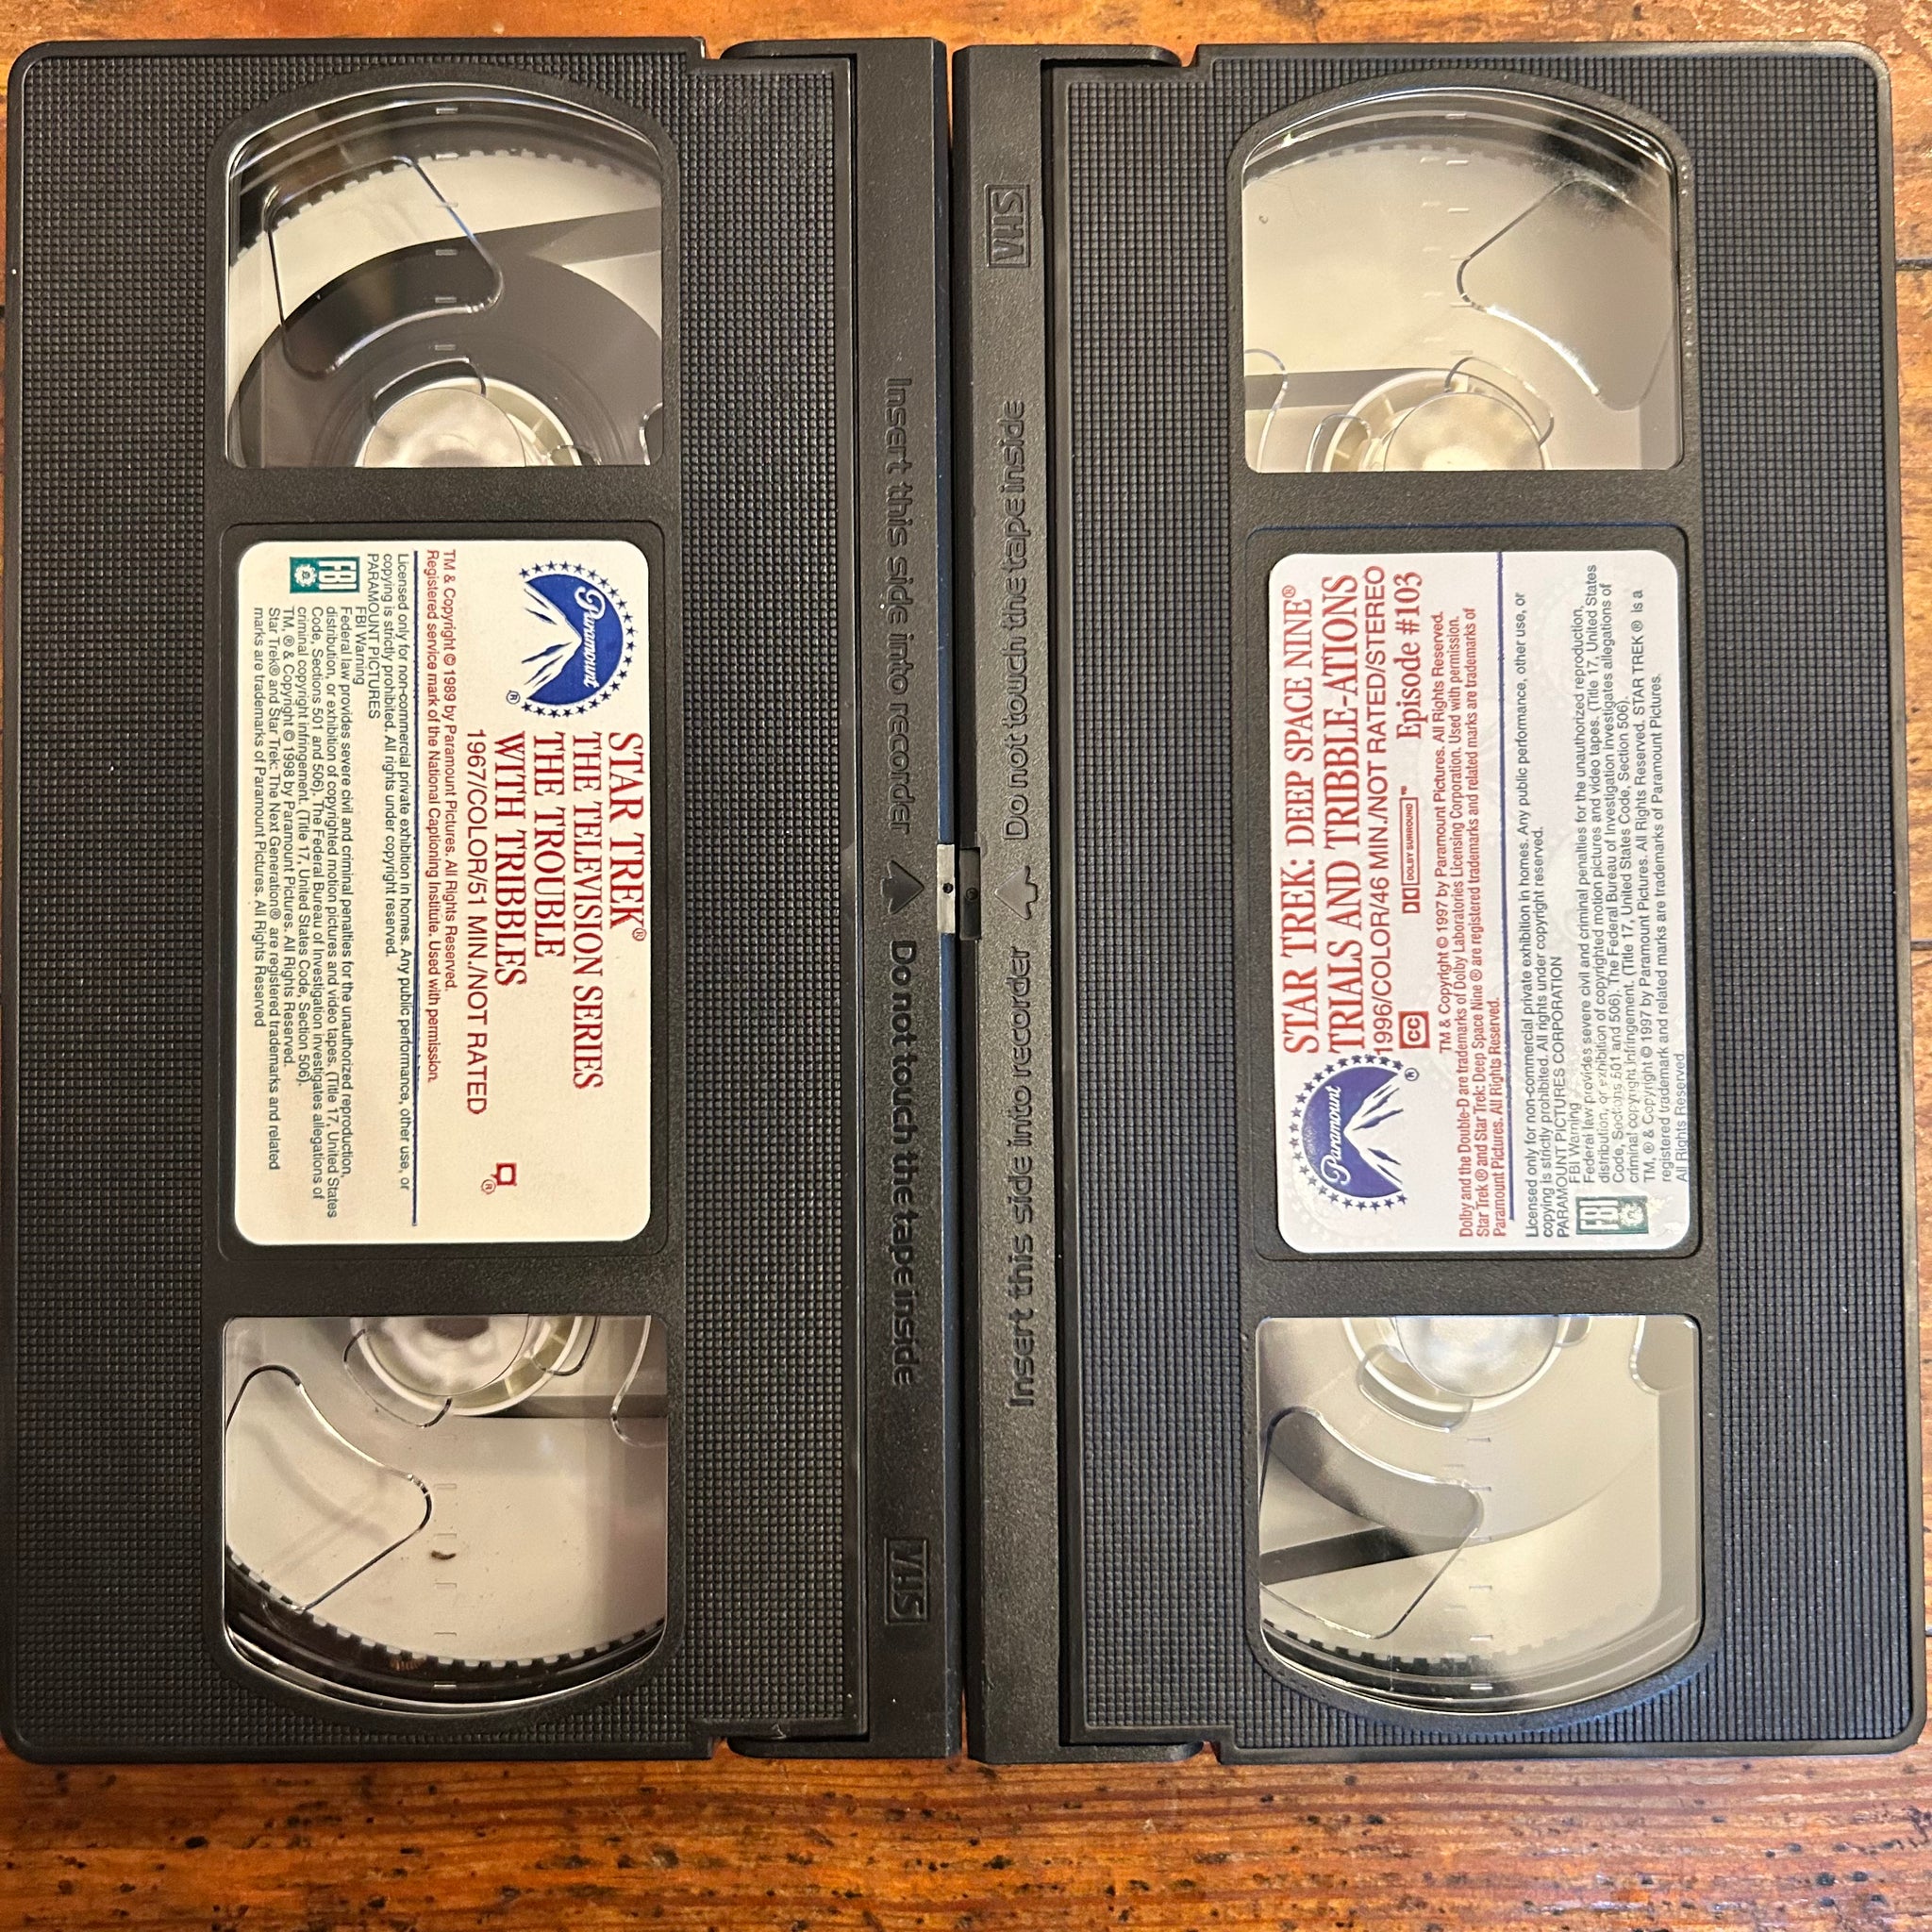 Paramount
®
STAR TREK®
THE TELEVISION SERIES
THE TROUBLE
WITH TRIBBLES
1967/COLOR/51 MIN./NOT RATED
®
TM & Copyright © 1989 by Paramount Pictures. All Rights Reserved.
Registered service mark of the National Captioning Institute. Used with permission.
Licensed only for non-commercial private exhibition in homes. Any public performance, other use, or
copying is strictly prohibited. All rights under copyright reserved.
PARAMOUNT PICTURES
FBI Warning
FBI
Federal law provides severe civil and criminal penalties for the unauthorized reproduction,
distribution, or exhibition of copyrighted motion pictures and video tapes. (Title 17, United States
Code, Sections 501 and 506). The Federal Bureau of Investigation investigates allegations of
criminal copyright infringement. (Title 17, United States Code, Section 506).
TM, ® & Copyright © 1998 by Paramount Pictures. All Rights Reserved.
Star Trek® and Star Trek: The Next Generation® are registered trademarks and related
marks are trademarks of Paramount Pictures. All Rights Reserved
Insert this side into recorder Do not touch the tape inside
VHS
Insert this side into recorder Do not touch the tape inside
VHS
STAR TREK: DEEP SPACE NINE®
TRIALS AND TRIBBLE-ATIONS
1996/COLOR/46 MIN./NOT RATED/STEREO
CC DOLBY SURROUND™ Episode #103
Paramount
®
TM & Copyright © 1997 by Paramount Pictures. All Rights Reserved.
Dolby and the Double-D are trademarks of Dolby Laboratories Licensing Corporation. Used with permission.
Star Trek ® and Star Trek: Deep Space Nine ® are registered trademarks and related marks are trademarks of
Paramount Pictures. All Rights Reserved.
Licensed only for non-commercial private exhibition in homes. Any public performance, other use, or
copying is strictly prohibited. All rights under copyright reserved.
PARAMOUNT PICTURES CORPORATION
FBI Warning
FBI
Federal law provides severe civil and criminal penalties for the unauthorized reproduction,
distribution, or exhibition of copyrighted motion pictures and video tapes. (Title 17, United States
Code, Sections 501 and 506). The Federal Bureau of Investigation investigates allegations of
criminal copyright infringement. (Title 17, United States Code, Section 506).
TM, ® & Copyright © 1997 by Paramount Pictures. All Rights Reserved. STAR TREK ® is a
registered trademark and related marks are trademarks of Paramount Pictures.
All Rights Reserved